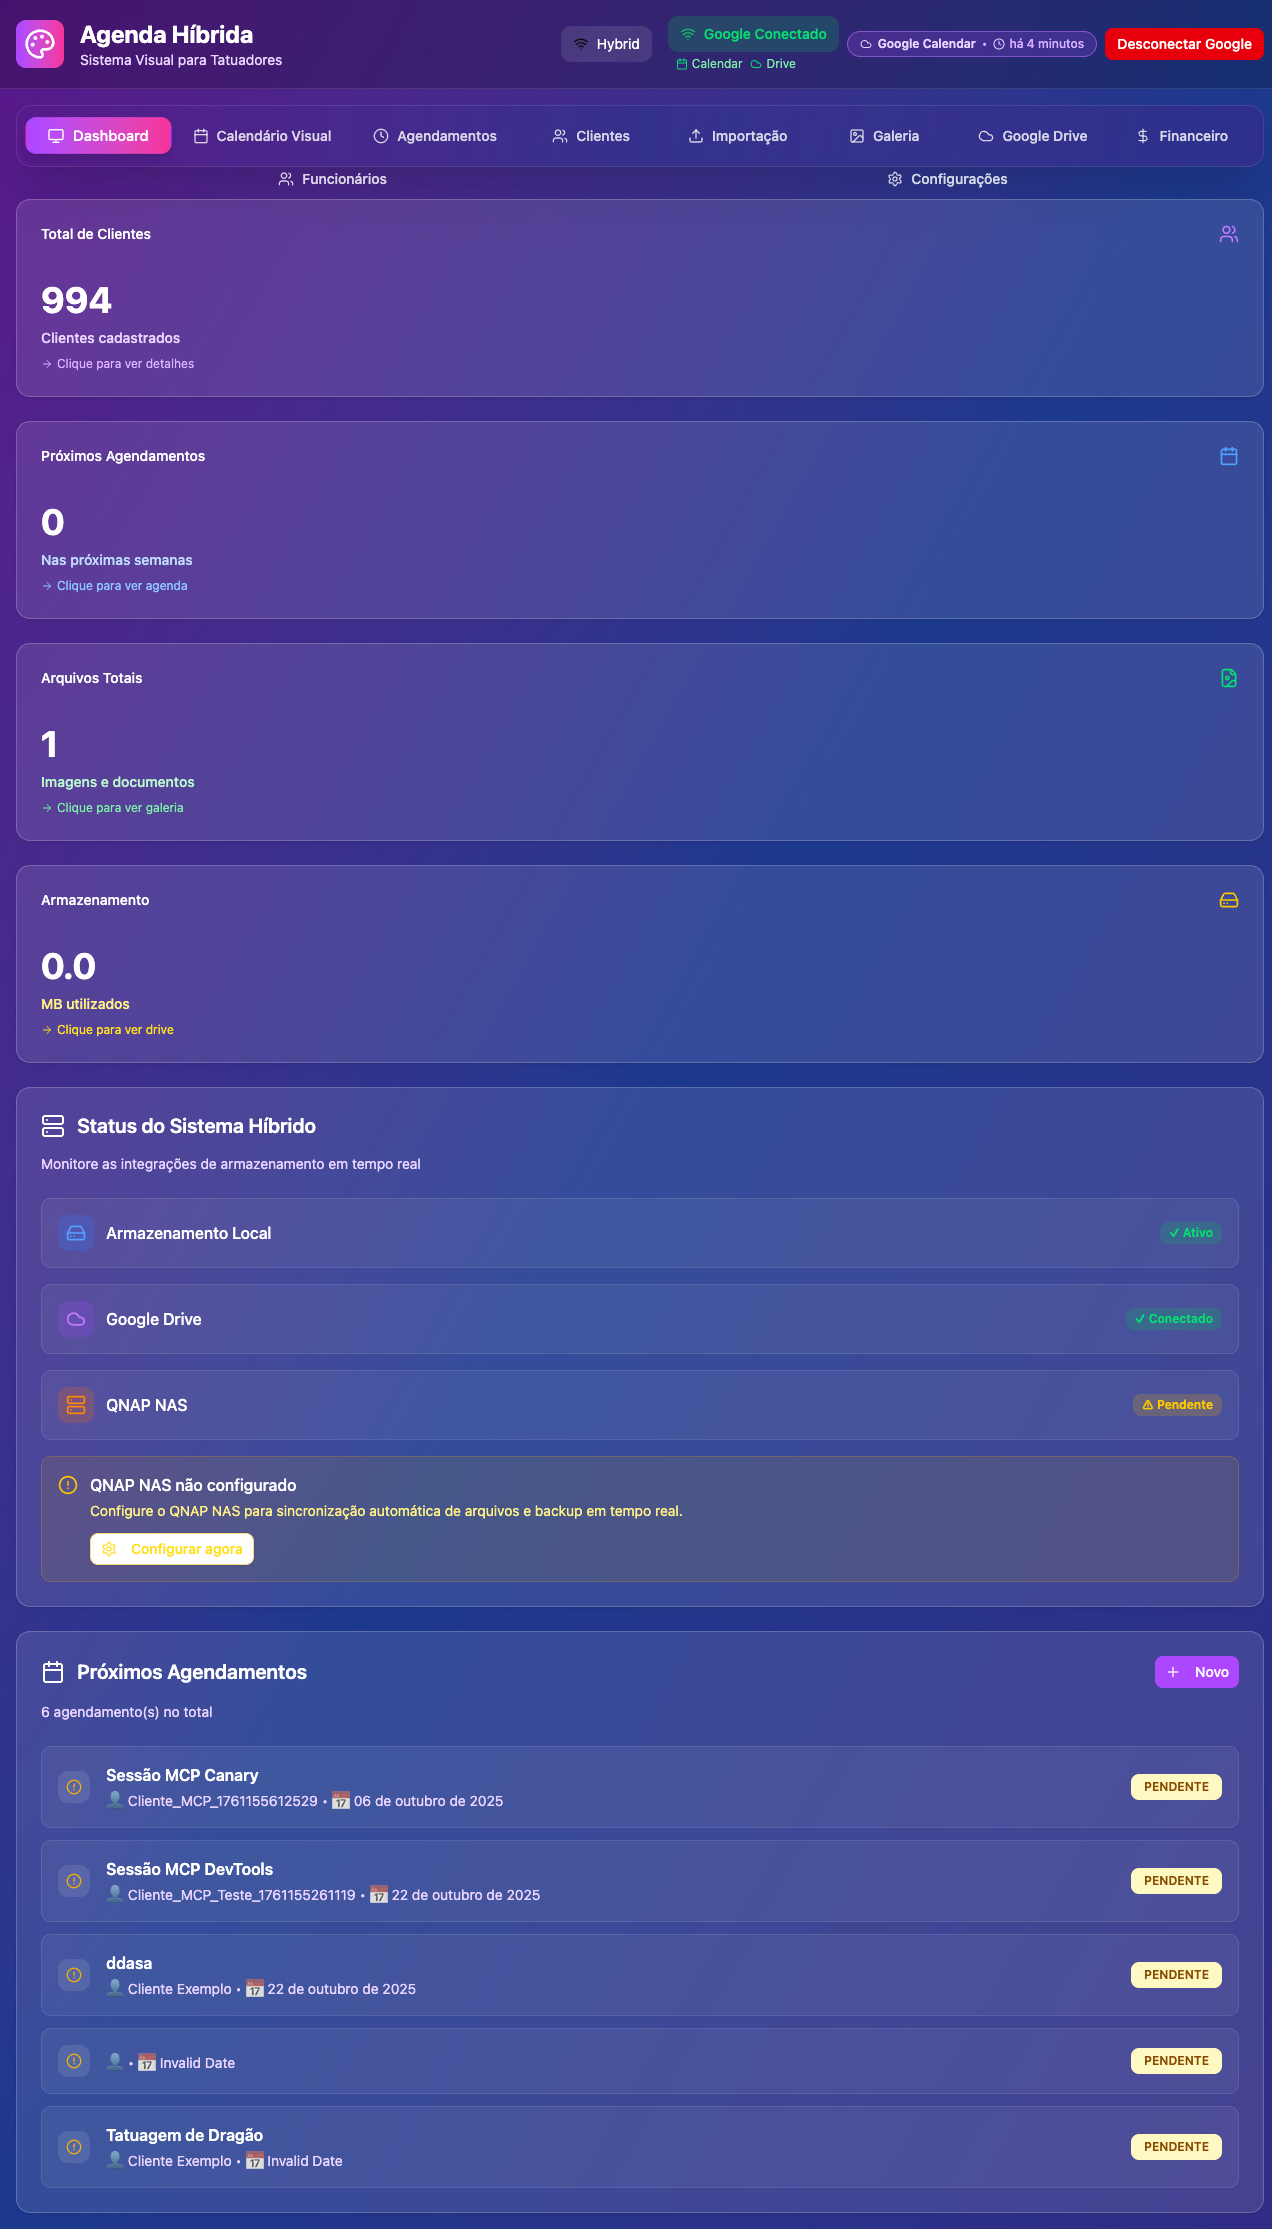 Agenda Híbrida
Sistema Visual para Tatuadores
Hybrid
Google Conectado
Calendar Drive
Google Calendar • há 4 minutos
Desconectar Google
Dashboard
Calendário Visual
Agendamentos
Clientes
Importação
Galeria
Google Drive
Financeiro
Funcionários
Configurações
Total de Clientes
994
Clientes cadastrados
→ Clique para ver detalhes
Próximos Agendamentos
0
Nas próximas semanas
→ Clique para ver agenda
Arquivos Totais
1
Imagens e documentos
→ Clique para ver galeria
Armazenamento
0.0
MB utilizados
→ Clique para ver drive
Status do Sistema Híbrido
Monitore as integrações de armazenamento em tempo real
Armazenamento Local
✓ Ativo
Google Drive
✓ Conectado
QNAP NAS
⚠ Pendente
QNAP NAS não configurado
Configure o QNAP NAS para sincronização automática de arquivos e backup em tempo real.
Configurar agora
Próximos Agendamentos
+ Novo
6 agendamento(s) no total
Sessão MCP Canary
👤 Cliente_MCP_1761155612529 • 📅 06 de outubro de 2025
PENDENTE
Sessão MCP DevTools
👤 Cliente_MCP_Teste_1761155261119 • 📅 22 de outubro de 2025
PENDENTE
ddasa
👤 Cliente Exemplo • 📅 22 de outubro de 2025
PENDENTE
👤 • 📅 Invalid Date
PENDENTE
Tatuagem de Dragão
👤 Cliente Exemplo • 📅 Invalid Date
PENDENTE